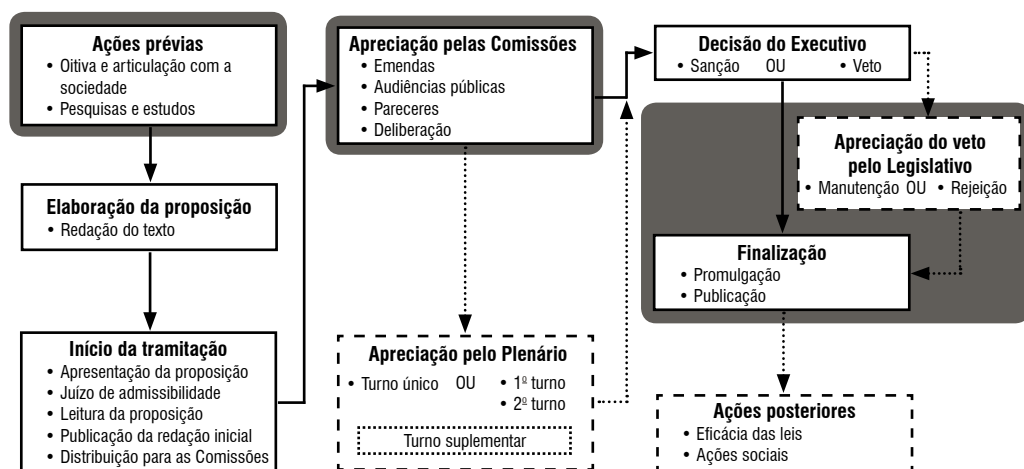 Ações prévias
• Oitiva e articulação com a
sociedade
• Pesquisas e estudos
Elaboração da proposição
• Redação do texto
Início da tramitação
• Apresentação da proposição
• Juízo de admissibilidade
• Leitura da proposição
• Publicação da redação inicial
• Distribuição para as Comissões
Apreciação pelas Comissões
• Emendas
• Audiências públicas
• Pareceres
• Deliberação
Apreciação pelo Plenário
• Turno único OU • 1º turno
• 2º turno
Turno suplementar
Decisão do Executivo
• Sanção OU • Veto
Apreciação do veto
pelo Legislativo
• Manutenção OU • Rejeição
Finalização
• Promulgação
• Publicação
Ações posteriores
• Eficácia das leis
• Ações sociais